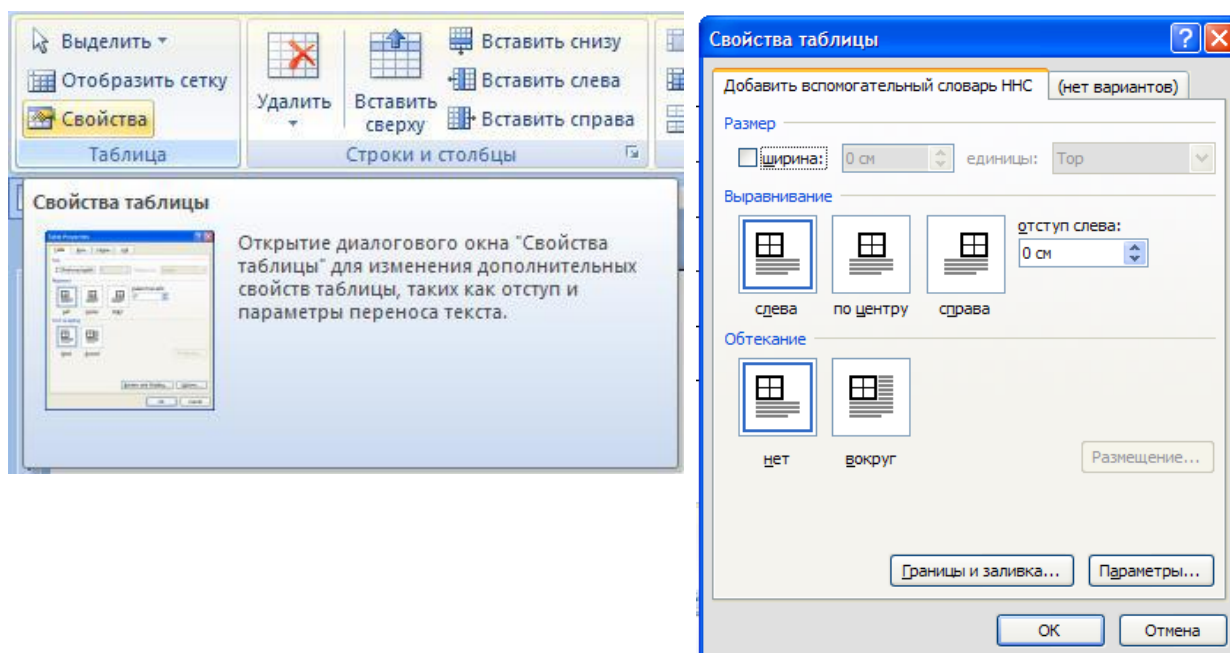 Выделить
Отобразить сетку
Свойства
Таблица
Удалить
Вставить
сверху
Вставить снизу
Вставить слева
Вставить справа
Строки и столбцы
Свойства таблицы
Открытие диалогового окна "Свойства
таблицы" для изменения дополнительных
свойств таблицы, таких как отступ и
параметры переноса текста.
Свойства таблицы
Добавить вспомогательный словарь ННС
(нет вариантов)
Размер
ширина: 0 см единицы: Top
Выравнивание
отступ слева:
0 см
слева по центру справа
Обтекание
нет вокруг
Размещение...
Границы и заливка... Параметры...
ОК Отмена